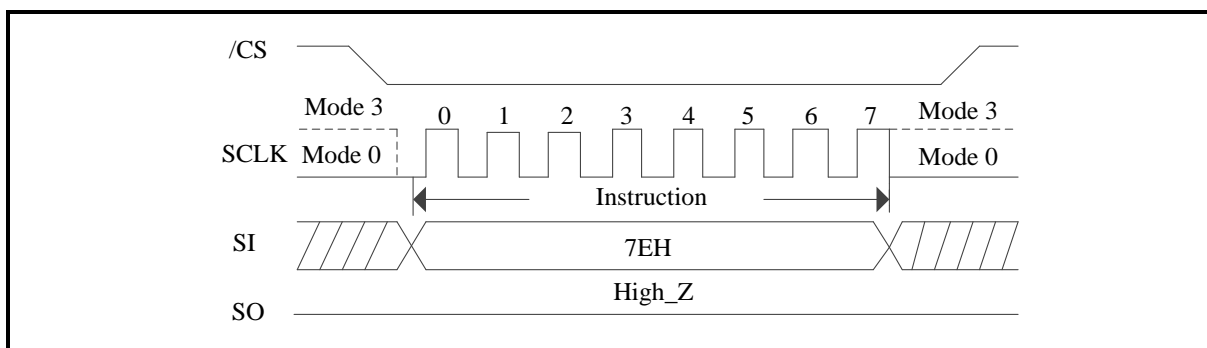 /CS
Mode 3 0 1 2 3 4 5 6 7 Mode 3
SCLK Mode 0 Mode 0
Instruction
SI 7EH
High_Z
SO